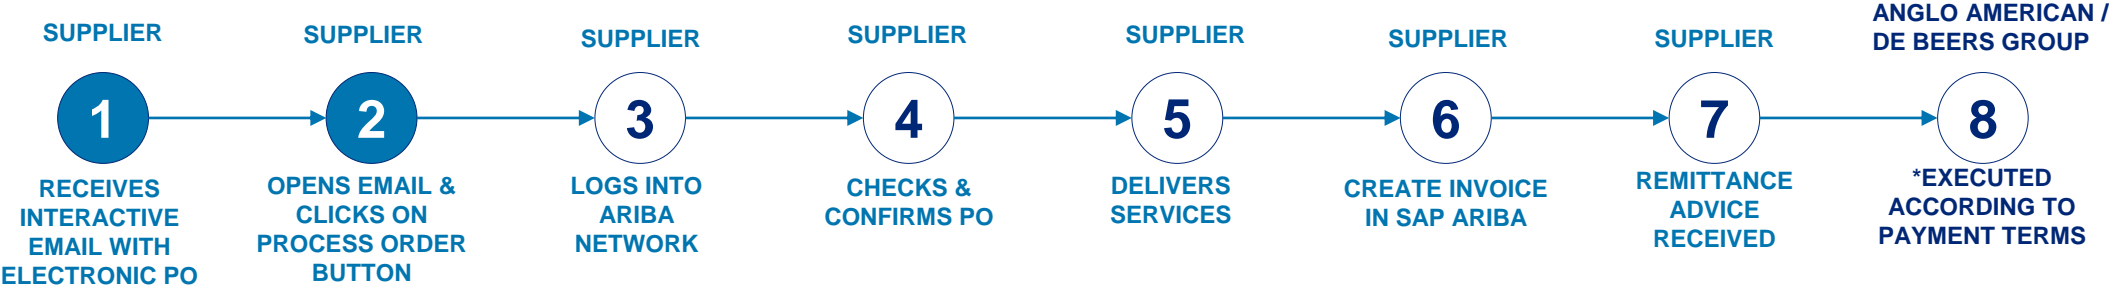 SUPPLIER
1
RECEIVES
INTERACTIVE
EMAIL WITH
ELECTRONIC PO
SUPPLIER
2
OPENS EMAIL &
CLICKS ON
PROCESS ORDER
BUTTON
SUPPLIER
3
LOGS INTO
ARIBA
NETWORK
SUPPLIER
4
CHECKS &
CONFIRMS PO
SUPPLIER
5
DELIVERS
SERVICES
SUPPLIER
6
CREATE INVOICE
IN SAP ARIBA
SUPPLIER
7
REMITTANCE
ADVICE
RECEIVED
ANGLO AMERICAN /
DE BEERS GROUP
8
*EXECUTED
ACCORDING TO
PAYMENT TERMS